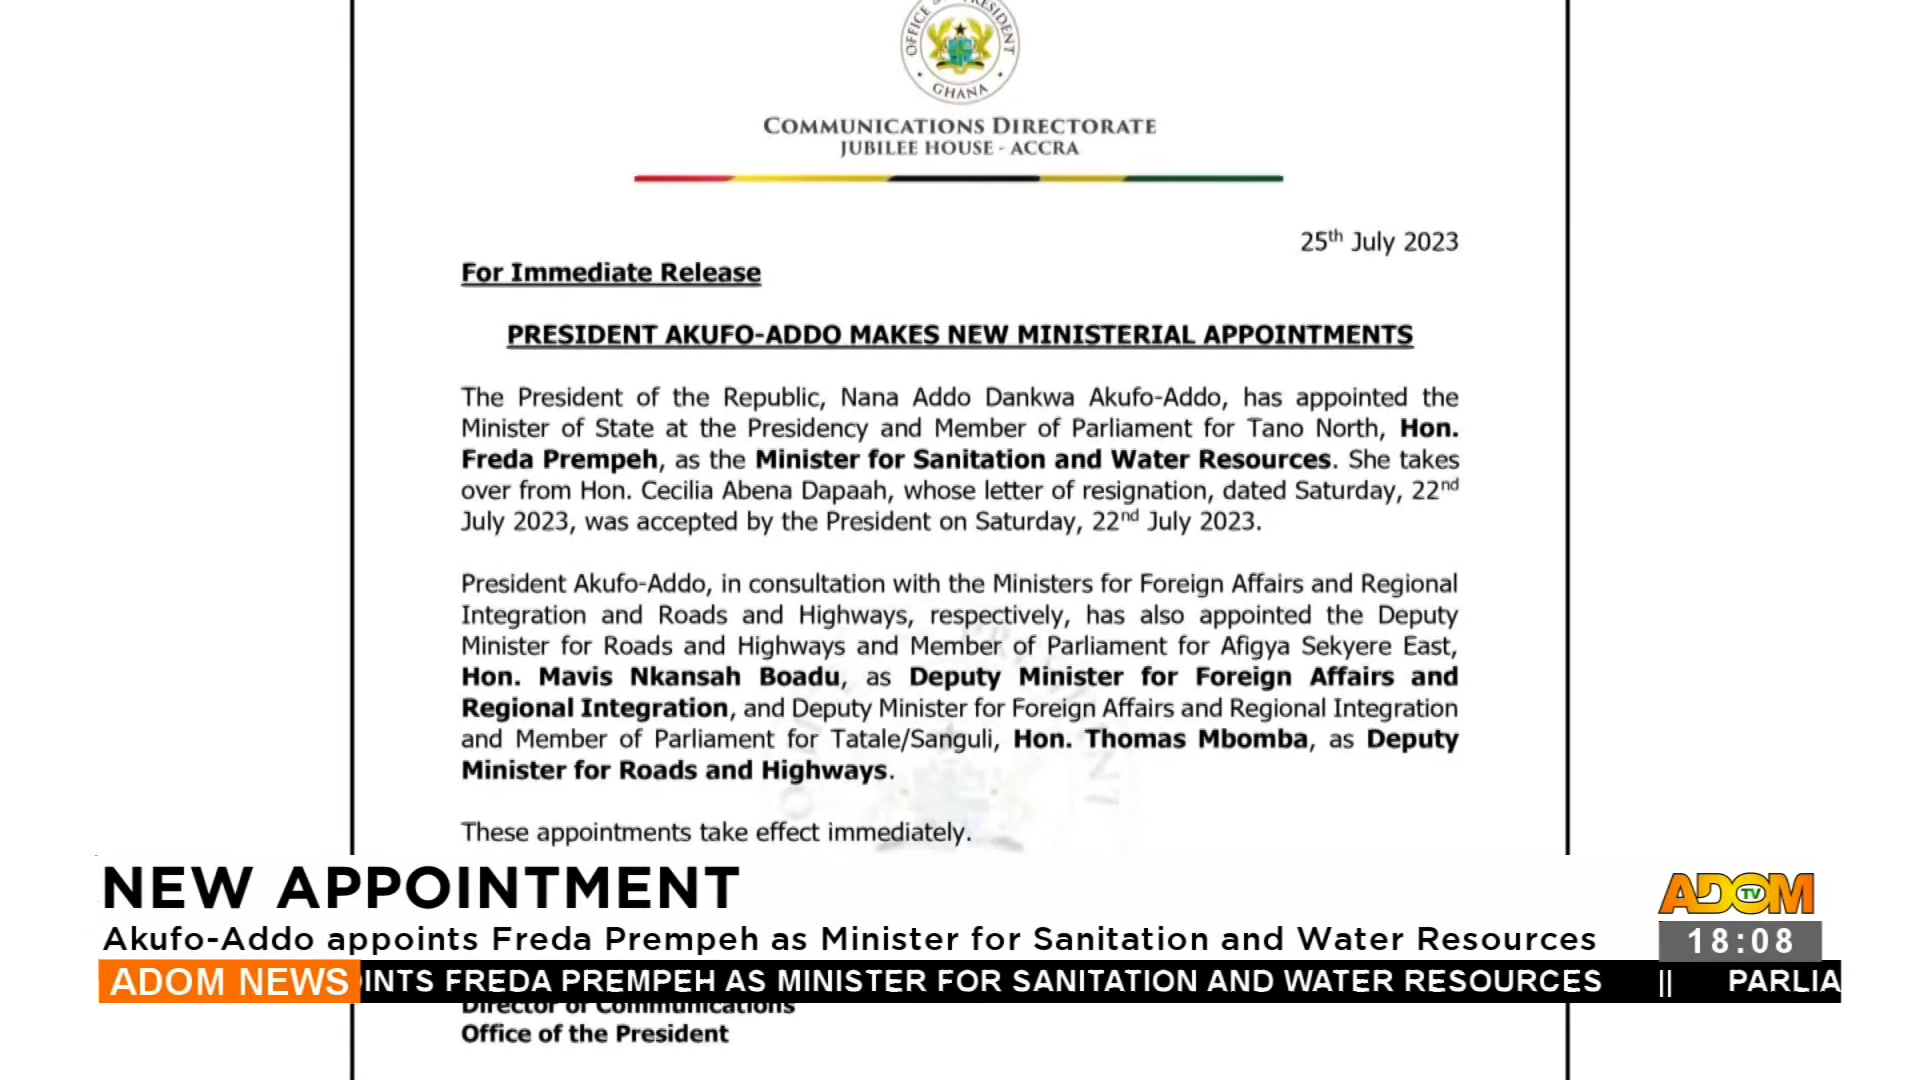 OFFICE OF PRESIDENT
GHANA
COMMUNICATIONS DIRECTORATE
JUBILEE HOUSE - ACCRA
25th July 2023
For Immediate Release
PRESIDENT AKUFO-ADDO MAKES NEW MINISTERIAL APPOINTMENTS
The President of the Republic, Nana Addo Dankwa Akufo-Addo, has appointed the
Minister of State at the Presidency and Member of Parliament for Tano North, Hon.
Freda Prempeh, as the Minister for Sanitation and Water Resources. She takes
over from Hon. Cecilia Abena Dapaah, whose letter of resignation, dated Saturday, 22nd
July 2023, was accepted by the President on Saturday, 22nd July 2023.
President Akufo-Addo, in consultation with the Ministers for Foreign Affairs and Regional
Integration and Roads and Highways, respectively, has also appointed the Deputy
Minister for Roads and Highways and Member of Parliament for Afigya Sekyere East,
Hon. Mavis Nkansah Boadu, as Deputy Minister for Foreign Affairs and
Regional Integration, and Deputy Minister for Foreign Affairs and Regional Integration
and Member of Parliament for Tatale/Sanguli, Hon. Thomas Mbomba, as Deputy
Minister for Roads and Highways.
These appointments take effect immediately.
NEW APPOINTMENT
Akufo-Addo appoints Freda Prempeh as Minister for Sanitation and Water Resources
ADOM TV
18:08
ADOM NEWS INTS FREDA PREMPEH AS MINISTER FOR SANITATION AND WATER RESOURCES || PARLIA
Director of Communications
Office of the President